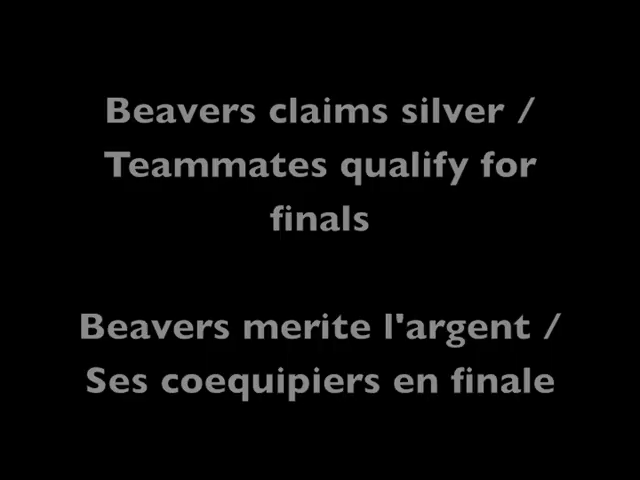 Beavers claims silver /
Teammates qualify for
finals
Beavers merite l'argent /
Ses coequipiers en finale